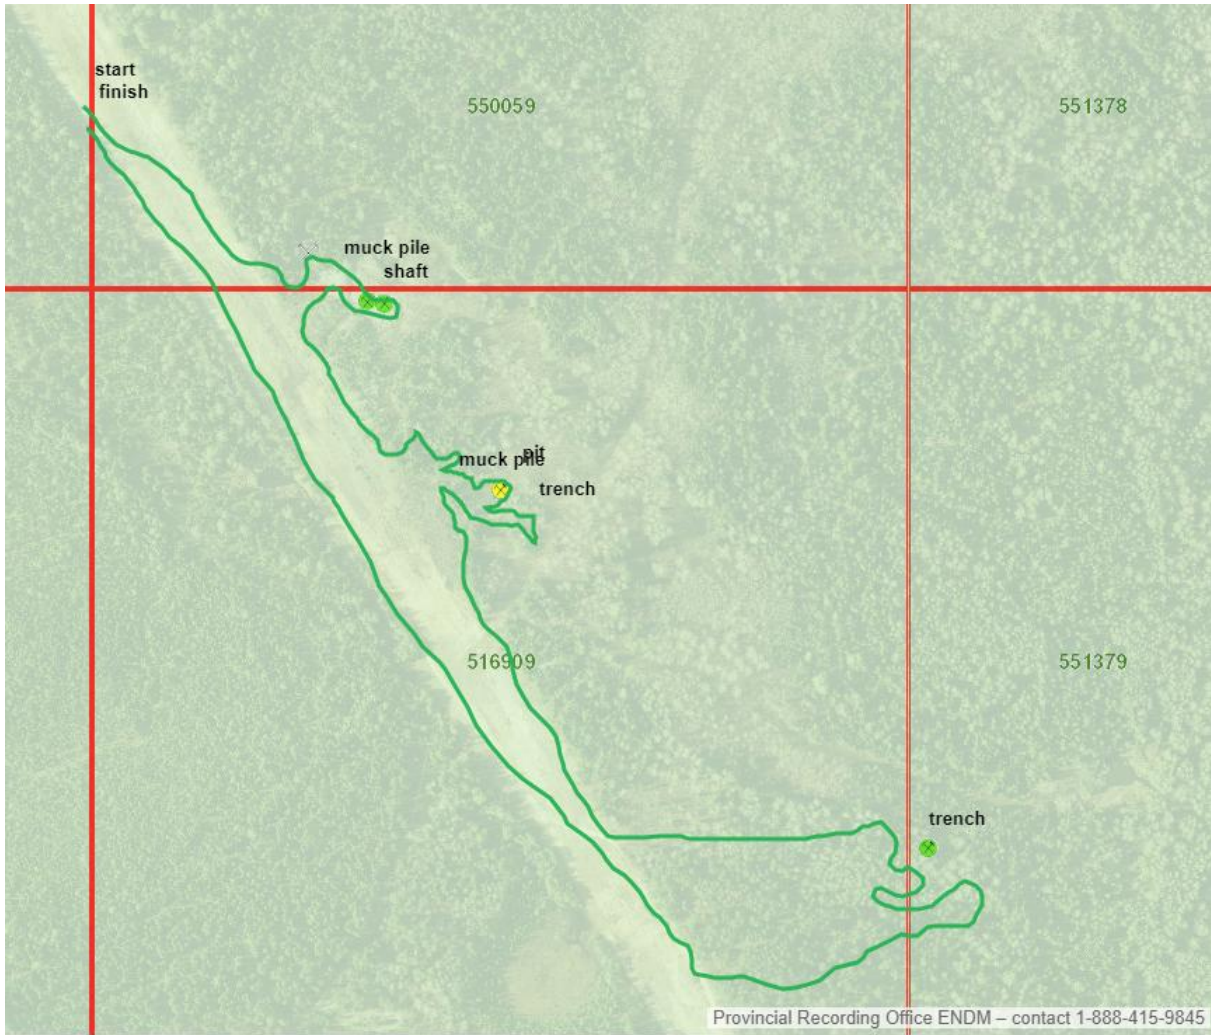 start
finish
550059
551378
muck pile
shaft
pit
muck pile
trench
516909
551379
trench
Provincial Recording Office ENDM – contact 1-888-415-9845